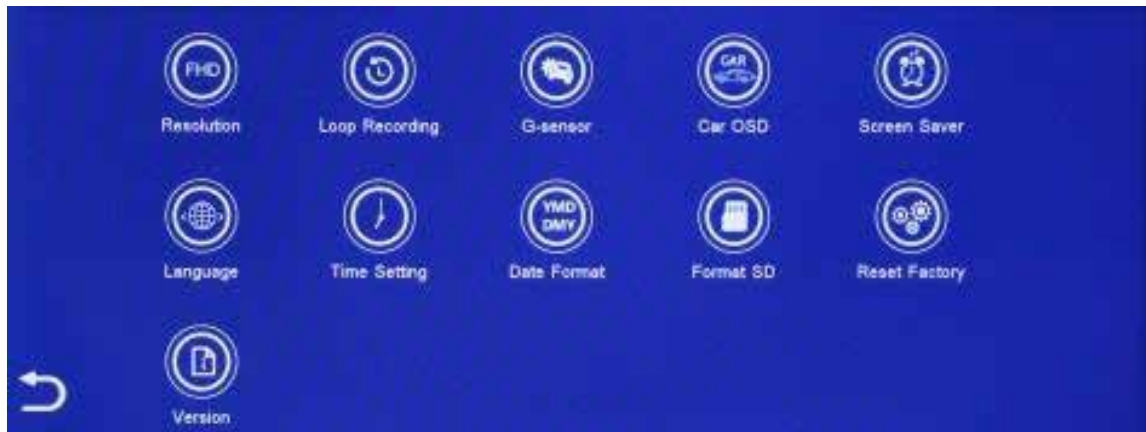 FHD
Resolution
Loop Recording
G-sensor
CAR
Car OSD
Screen Saver
Language
Time Setting
YMD
DMY
Date Format
Format SD
Reset Factory
Version